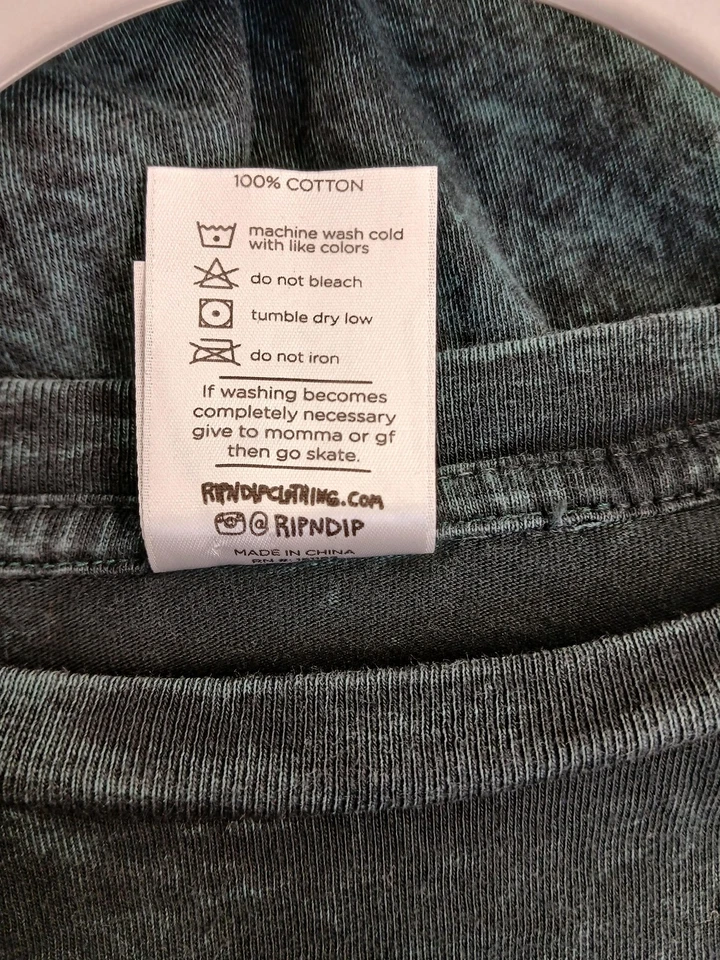 100% COTTON
machine wash cold
with like colors
do not bleach
tumble dry low
do not iron
If washing becomes
completely necessary
give to momma or gf
then go skate.
RIPNDIPCLOTHING.COM
@ RIPNDIP
MADE IN CHINA
RN #: